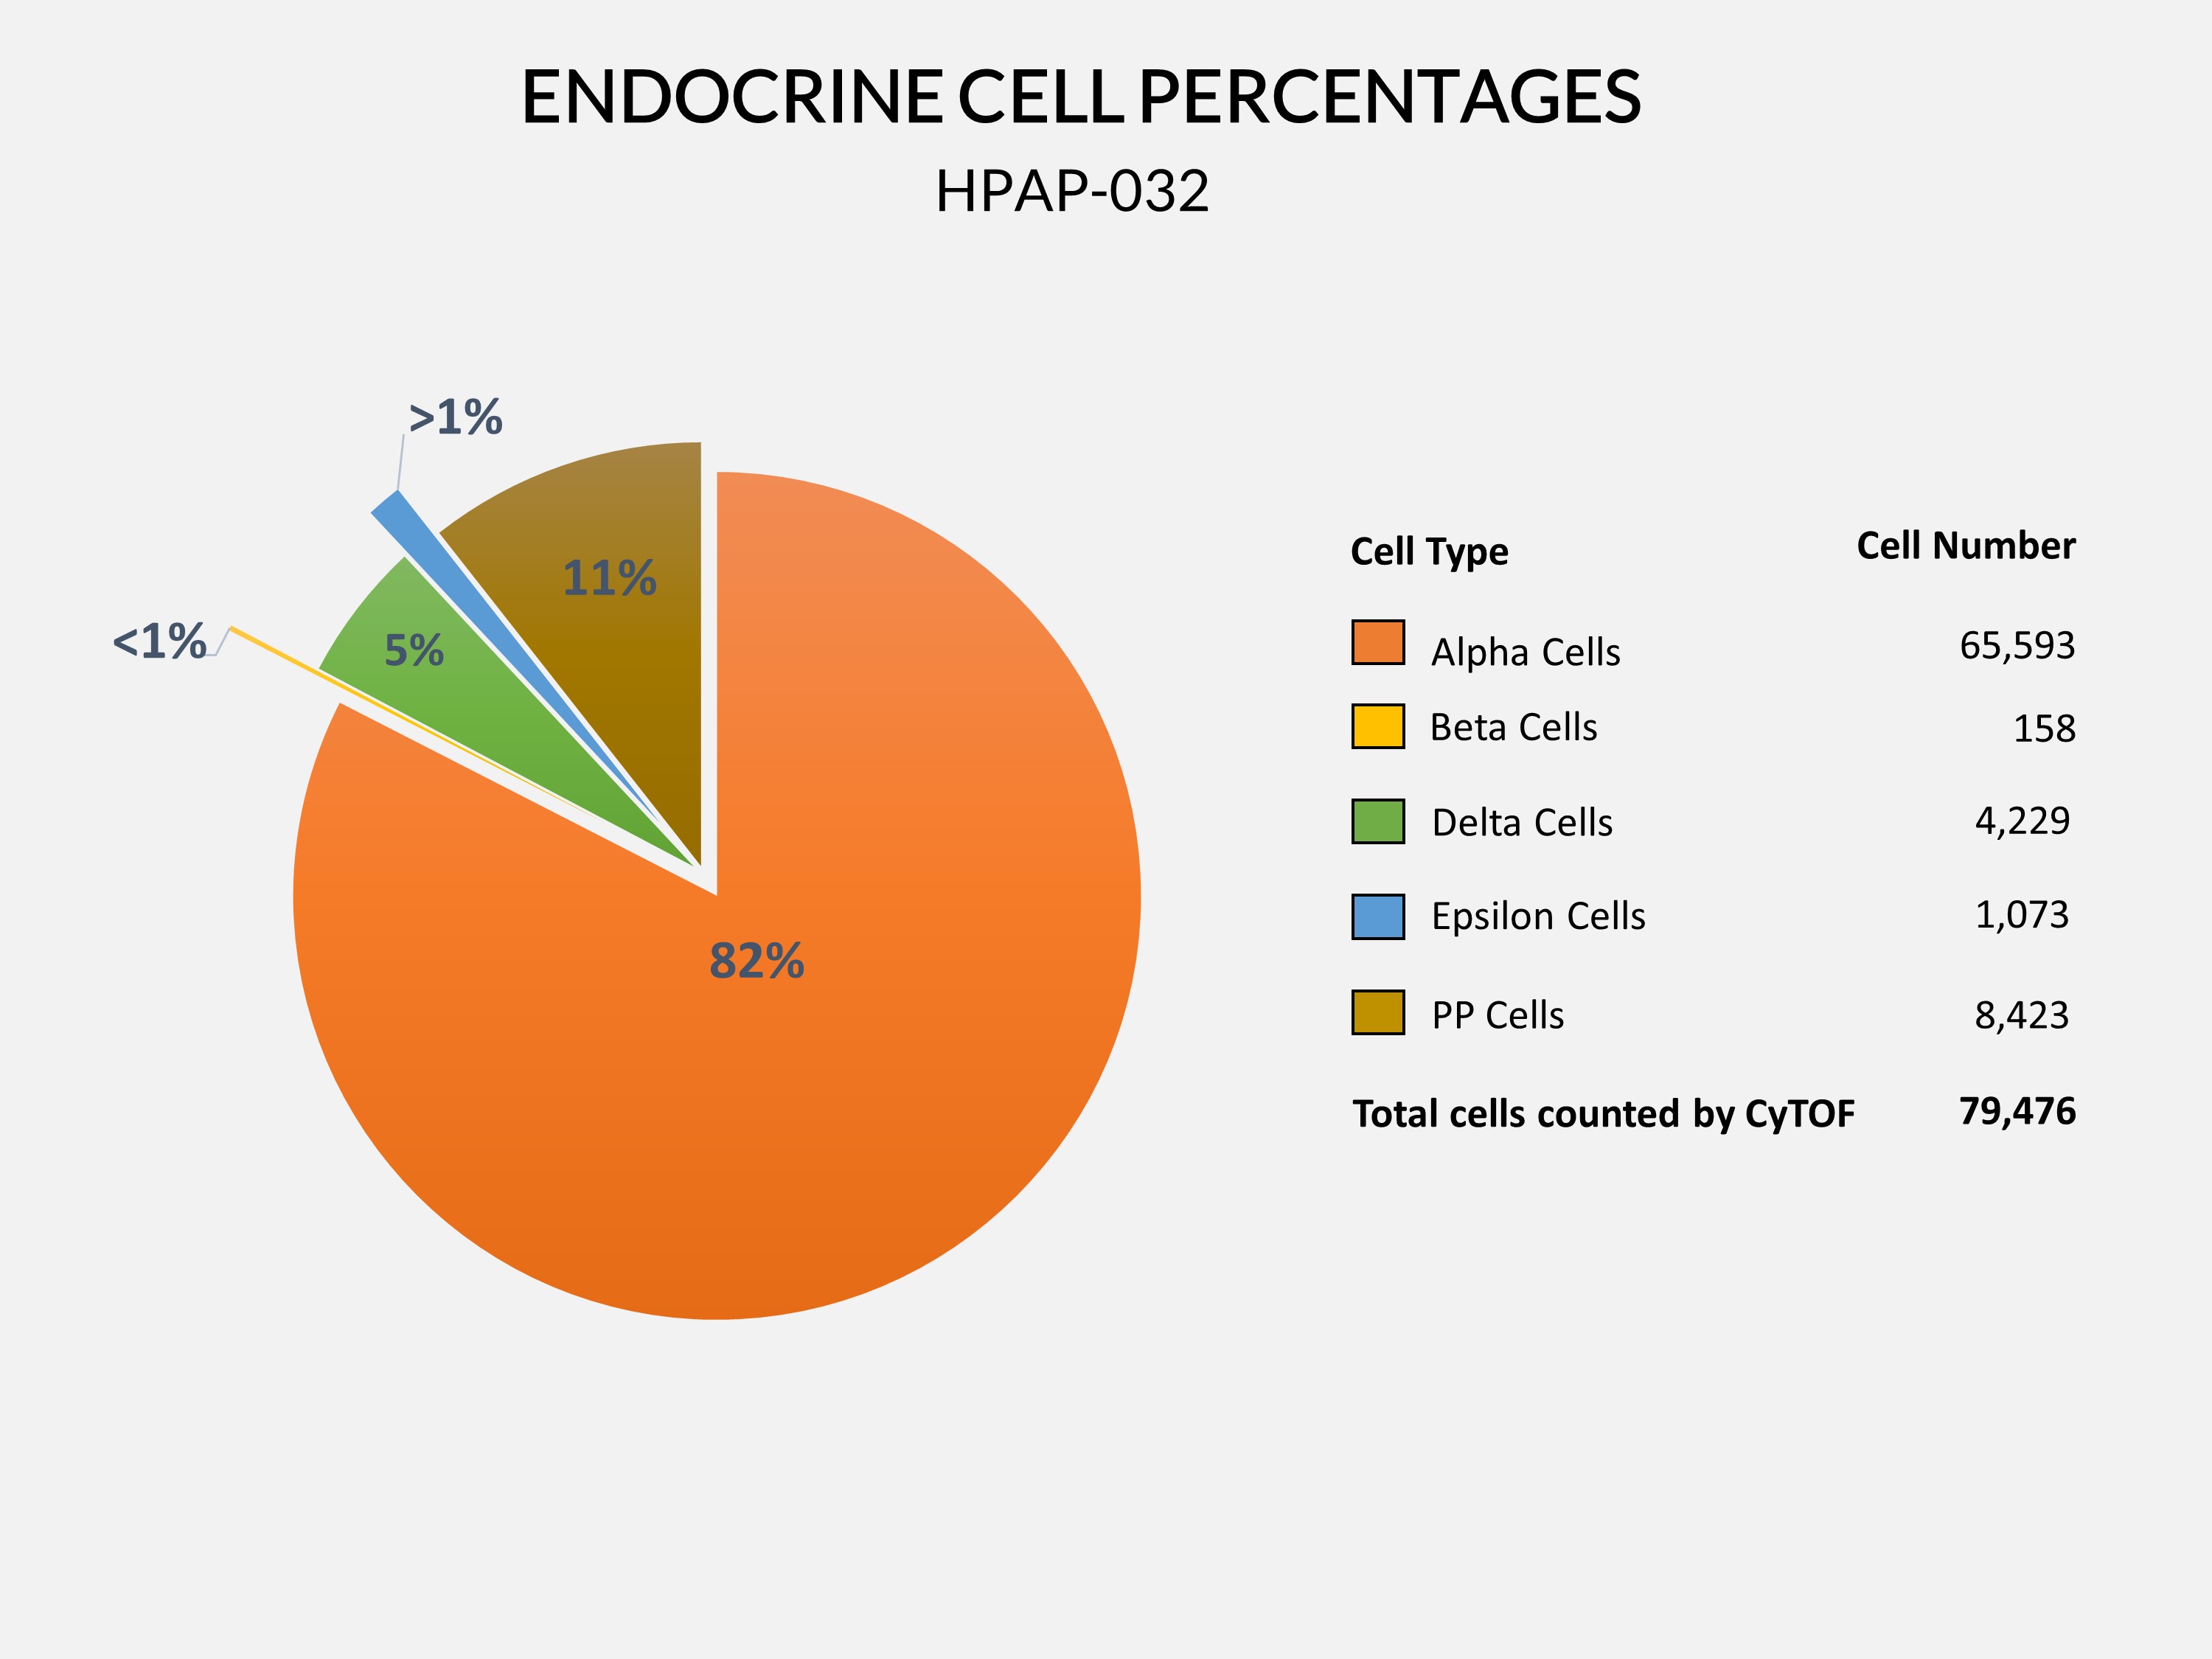 ENDOCRINE CELL PERCENTAGES
HPAP-032
>1%
11%
<1%
5%
82%
Cell Type Cell Number
Alpha Cells 65,593
Beta Cells 158
Delta Cells 4,229
Epsilon Cells 1,073
PP Cells 8,423
Total cells counted by CyTOF 79,476